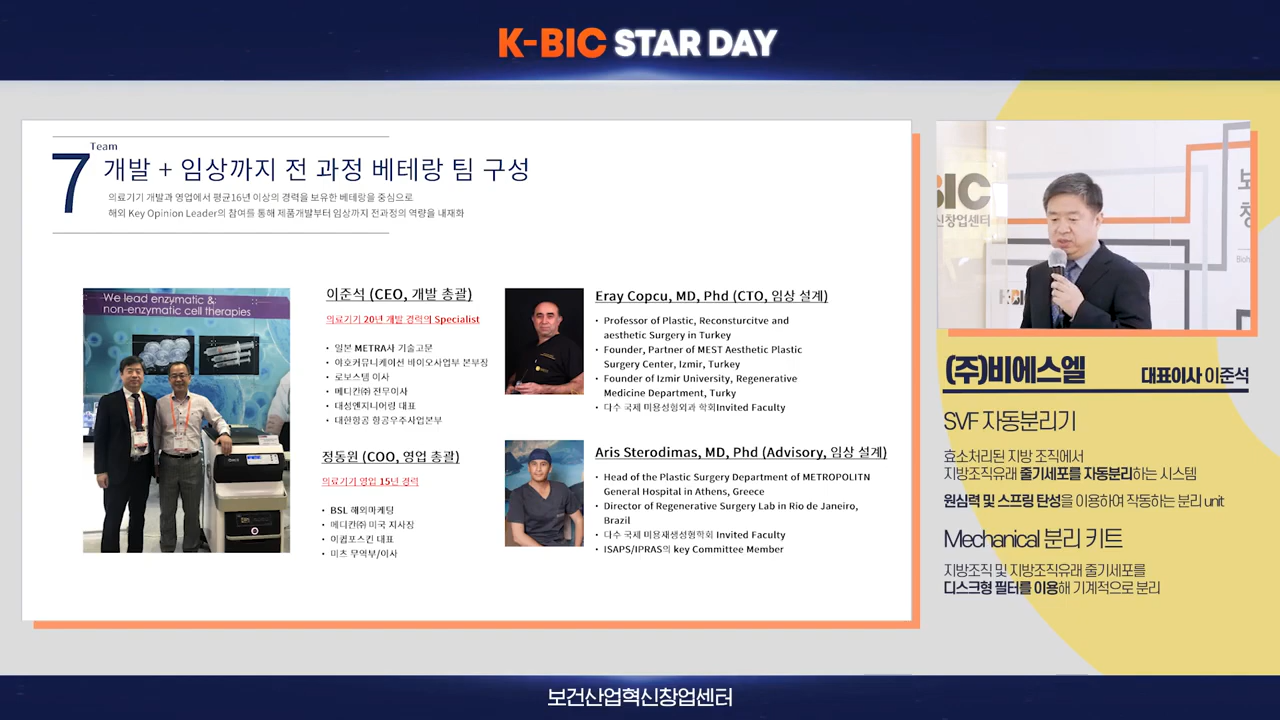 K-BIC STAR DAY
7
Team
개발 + 임상까지 전 과정 베테랑 팀 구성
의료기기 개발과 영업에서 평균16년 이상의 경력을 보유한 베테랑을 중심으로
해외 Key Opinion Leader의 참여를 통해 제품개발부터 임상까지 전과정의 역량을 내재화
We lead enzymatic &
non-enzymatic cell therapies
이준석 (CEO, 개발 총괄)
의료기기 20년 개발 경력의 Specialist
• 일본 METRA사 기술고문
• 야호커뮤니케이션 바이오사업부 본부장
• 로보스템 이사
• 메디칸㈜ 전무이사
• 대성엔지니어링 대표
• 대한항공 항공우주사업본부
정동원 (COO, 영업 총괄)
의료기기 영업 15년 경력
• BSL 해외마케팅
• 메디칸㈜ 미국 지사장
• 이큅포스킨 대표
• 미츠 무역부/이사
Eray Copcu, MD, Phd (CTO, 임상 설계)
• Professor of Plastic, Reconsturcitve and
aesthetic Surgery in Turkey
• Founder, Partner of MEST Aesthetic Plastic
Surgery Center, Izmir, Turkey
• Founder of Izmir University, Regenerative
Medicine Department, Turky
• 다수 국제 미용성형외과 학회Invited Faculty
Aris Sterodimas, MD, Phd (Advisory, 임상 설계)
• Head of the Plastic Surgery Department of METROPOLITN
General Hospital in Athens, Greece
• Director of Regenerative Surgery Lab in Rio de Janeiro,
Brazil
• 다수 국제 미용재생성형학회 Invited Faculty
• ISAPS/IPRAS의 key Committee Member
BIC
신창업센터
보
(주)비에스엘
대표이사 이준석
SVF 자동분리기
효소처리된 지방 조직에서
지방조직유래 줄기세포를 자동분리하는 시스템
원심력 및 스프링 탄성을 이용하여 작동하는 분리 unit
Mechanical 분리 키트
지방조직 및 지방조직유래 줄기세포를
디스크형 필터를 이용해 기계적으로 분리
보건산업혁신창업센터